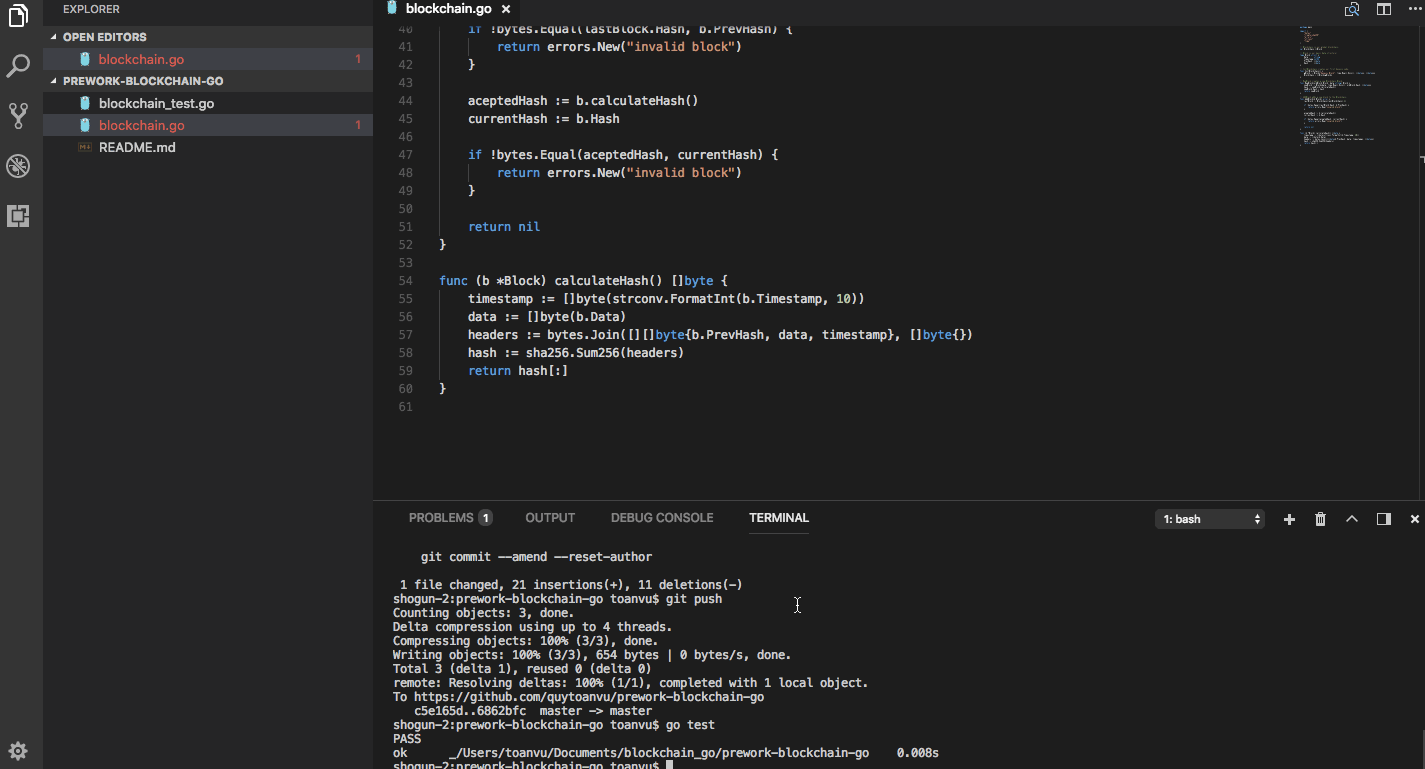 EXPLORER
OPEN EDITORS
blockchain.go 1
PREWORK-BLOCKCHAIN-GO
blockchain_test.go
blockchain.go 1
README.md
blockchain.go ×
40 if !bytes.Equal(lastBlock.Hash, b.PrevHash) {
41 return errors.New("invalid block")
42 }
43
44 aceptedHash := b.calculateHash()
45 currentHash := b.Hash
46
47 if !bytes.Equal(aceptedHash, currentHash) {
48 return errors.New("invalid block")
49 }
50
51 return nil
52 }
53
54 func (b *Block) calculateHash() []byte {
55 timestamp := []byte(strconv.FormatInt(b.Timestamp, 10))
56 data := []byte(b.Data)
57 headers := bytes.Join([][]byte{b.PrevHash, data, timestamp}, []byte{})
58 hash := sha256.Sum256(headers)
59 return hash[:]
60 }
61
PROBLEMS 1 OUTPUT DEBUG CONSOLE TERMINAL 1: bash
git commit --amend --reset-author
1 file changed, 21 insertions(+), 11 deletions(-)
shogun-2:prework-blockchain-go toanvu$ git push
Counting objects: 3, done.
Delta compression using up to 4 threads.
Compressing objects: 100% (3/3), done.
Writing objects: 100% (3/3), 654 bytes | 0 bytes/s, done.
Total 3 (delta 1), reused 0 (delta 0)
remote: Resolving deltas: 100% (1/1), completed with 1 local object.
To https://github.com/quytoanvu/prework-blockchain-go
c5e165d..6862bfc master -> master
shogun-2:prework-blockchain-go toanvu$ go test
PASS
ok _/Users/toanvu/Documents/blockchain_go/prework-blockchain-go 0.008s
shogun-2:prework-blockchain-go toanvu$